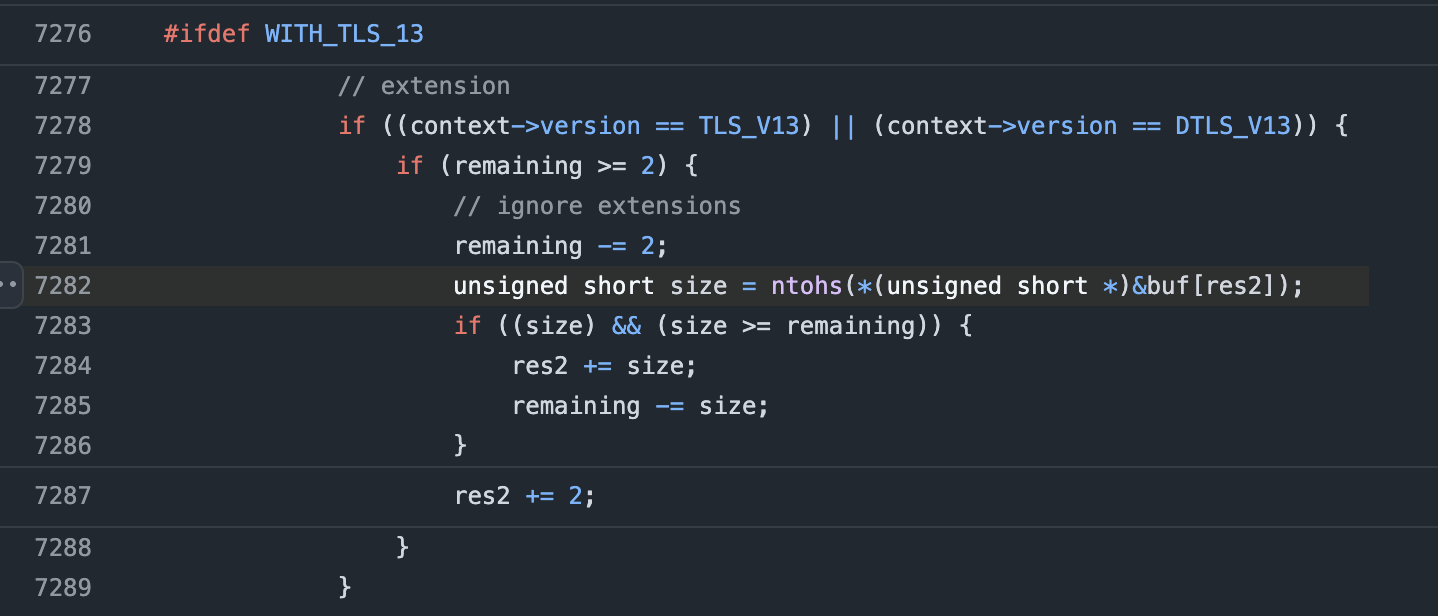 7276 #ifdef WITH_TLS_13
7277 // extension
7278 if ((context->version == TLS_V13) || (context->version == DTLS_V13)) {
7279 if (remaining >= 2) {
7280 // ignore extensions
7281 remaining -= 2;
7282 unsigned short size = ntohs(*(unsigned short *)&buf[res2]);
7283 if ((size) && (size >= remaining)) {
7284 res2 += size;
7285 remaining -= size;
7286 }
7287 res2 += 2;
7288 }
7289 }